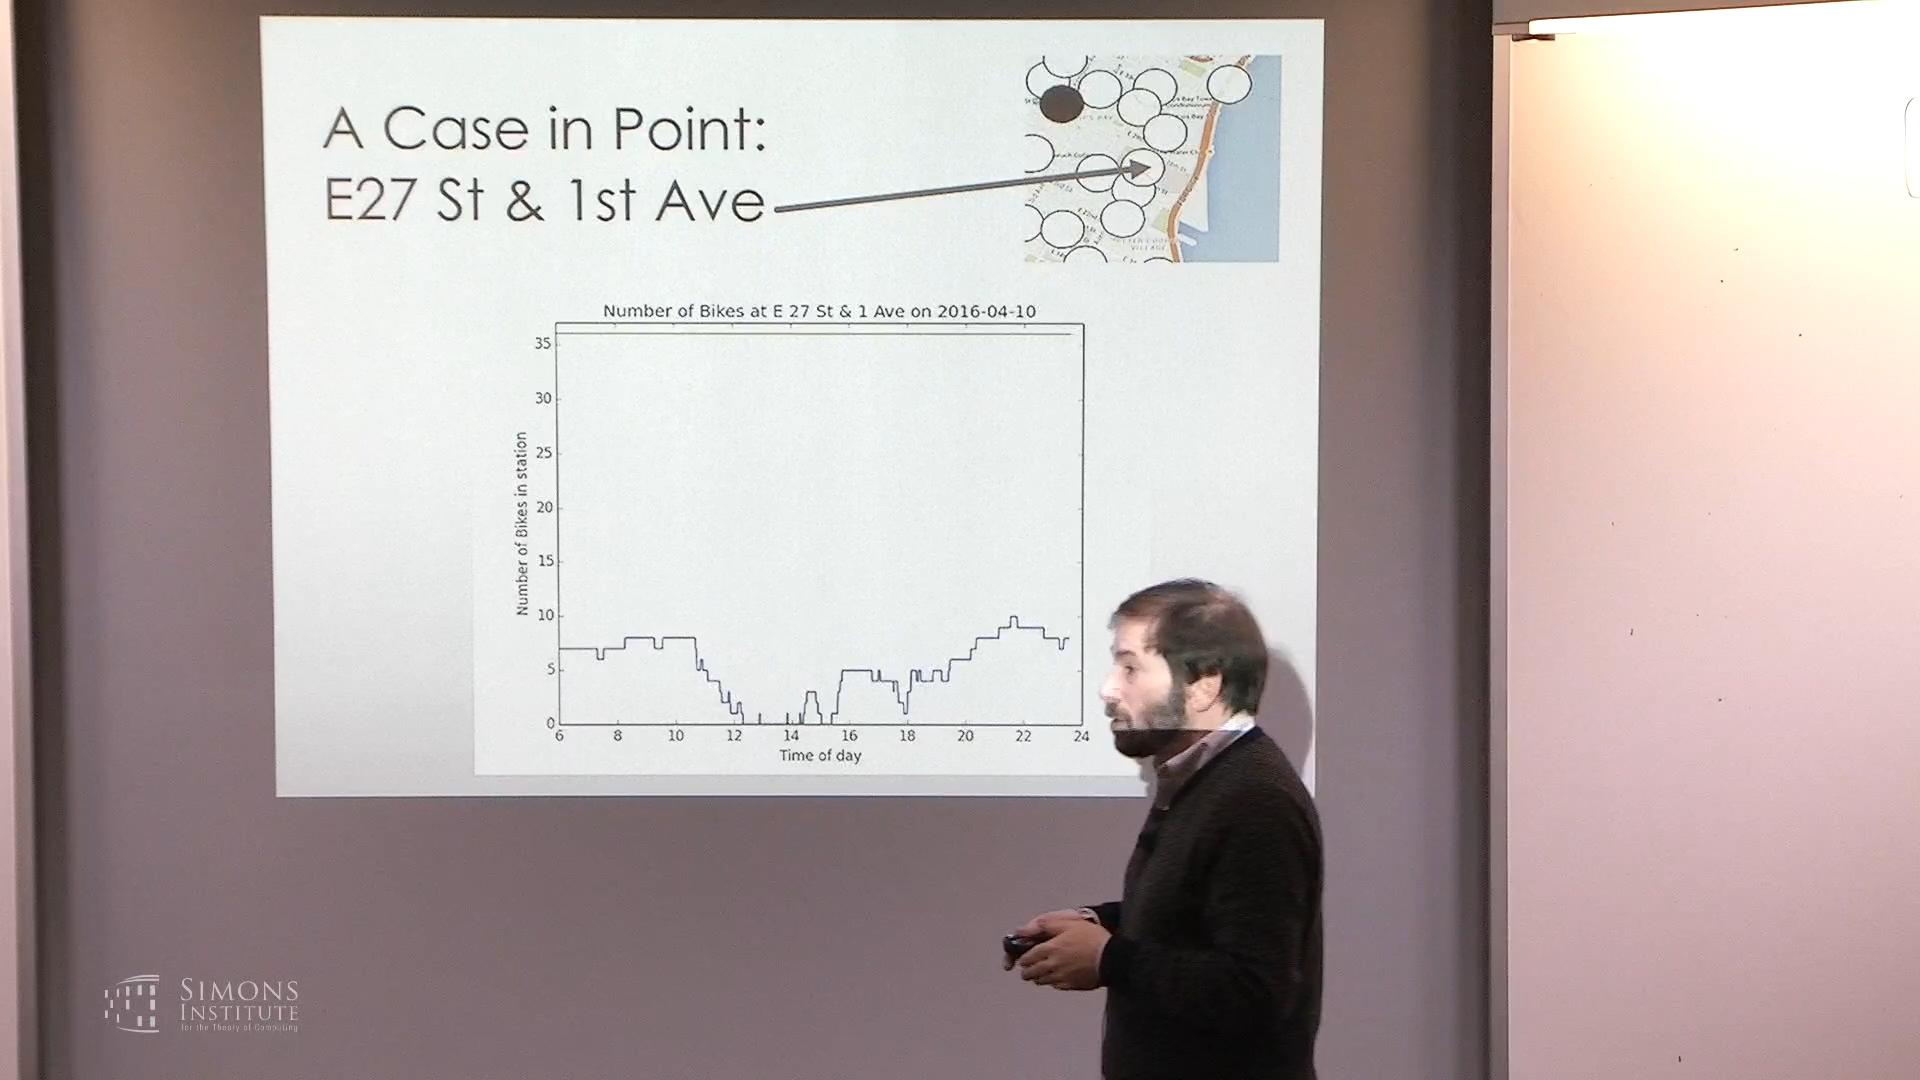 A Case in Point:
E27 St & 1st Ave
Number of Bikes at E 27 St & 1 Ave on 2016-04-10
Number of Bikes in station
35
30
25
20
15
10
5
0
6 8 10 12 14 16 18 20 22 24
Time of day
SIMONS
INSTITUTE
for the Theory of Computing